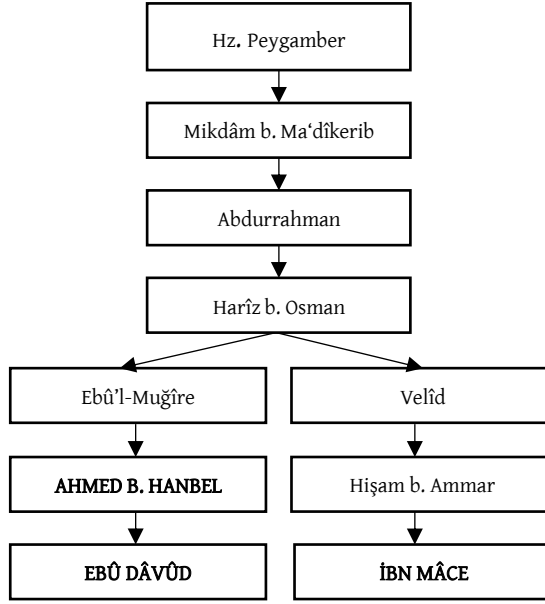 Hz. Peygamber
Mikdâm b. Ma‘dîkerib
Abdurrahman
Harîz b. Osman
Ebû’l-Muğîre
Velîd
AHMED B. HANBEL
Hişam b. Ammar
EBÛ DÂVÛD
İBN MÂCE